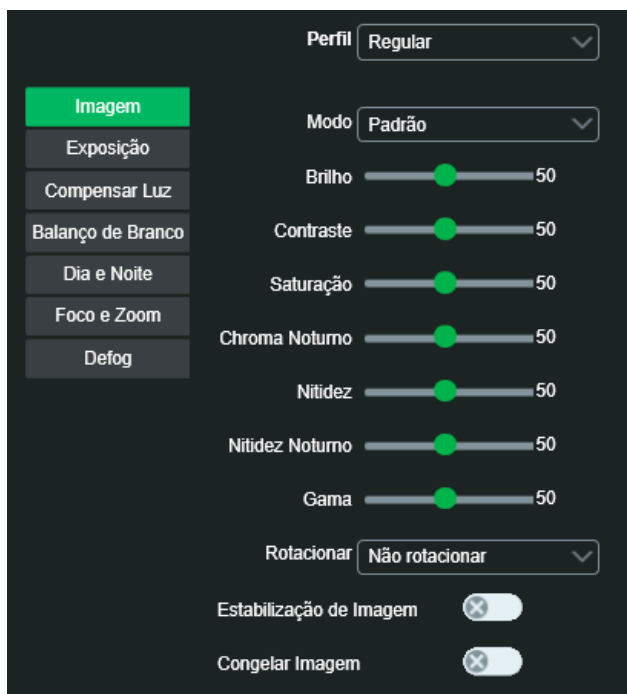 Perfil Regular
Imagem
Exposição
Compensar Luz
Balanço de Branco
Dia e Noite
Foco e Zoom
Defog
Modo Padrão
Brilho 50
Contraste 50
Saturação 50
Chroma Noturno 50
Nitidez 50
Nitidez Noturno 50
Gama 50
Rotacionar Não rotacionar
Estabilização de Imagem
Congelar Imagem